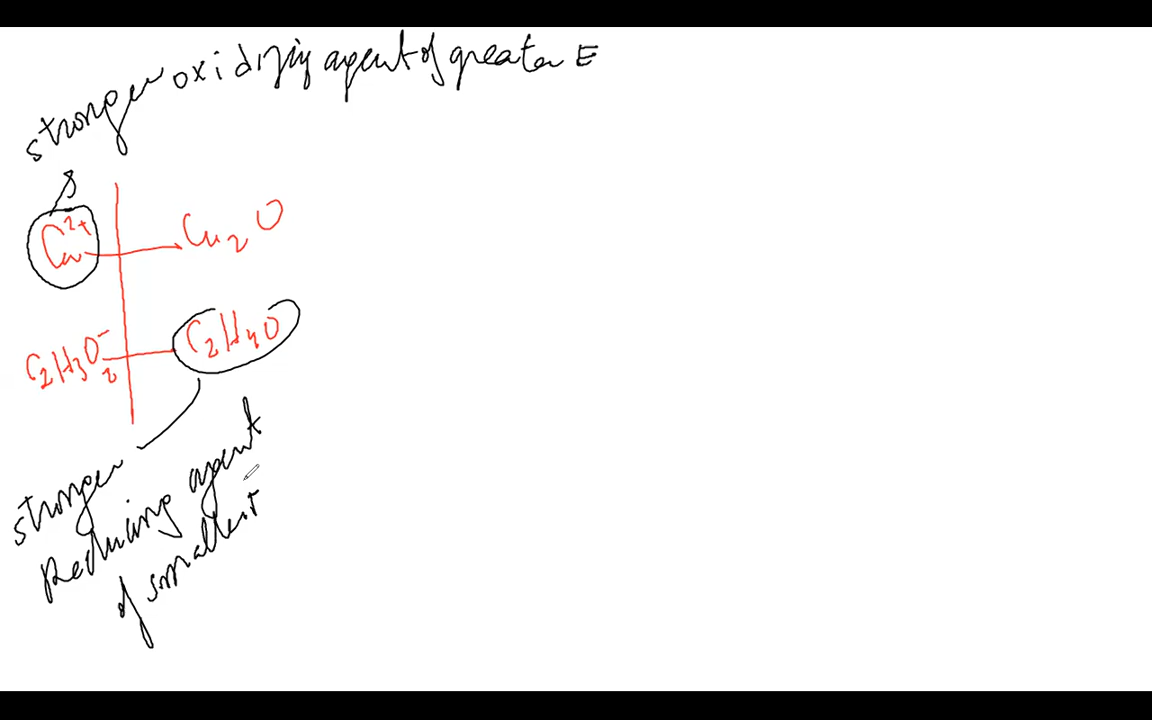 stronger oxidizing agent of greater E
s
Cu²⁺ Cu₂O
C₂H₃O₂⁻ C₂H₄O
stronger
Reducing agent
of smallest